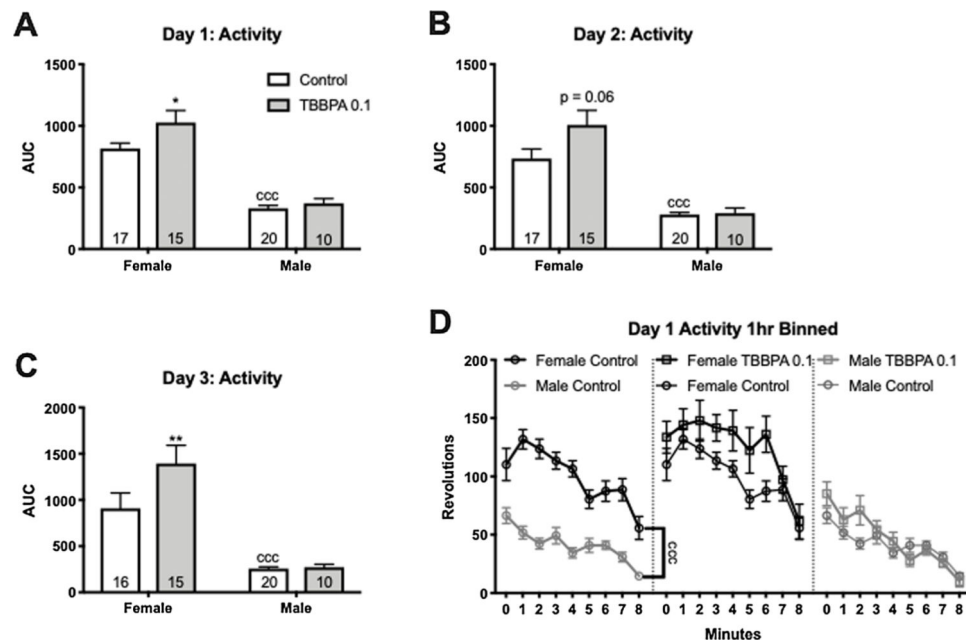 A
Day 1: Activity
1500
1000
500
0
AUC
Control
TBBPA 0.1
*
ccc
17
15
20
10
Female
Male
B
Day 2: Activity
1500
1000
500
0
AUC
p = 0.06
ccc
17
15
20
10
Female
Male
C
Day 3: Activity
2000
1500
1000
500
0
AUC
**
ccc
16
15
20
10
Female
Male
D
Day 1 Activity 1hr Binned
200
150
100
50
0
Revolutions
Female Control
Male Control
Female TBBPA 0.1
Female Control
Male TBBPA 0.1
Male Control
ccc
0 1 2 3 4 5 6 7 8 0 1 2 3 4 5 6 7 8 0 1 2 3 4 5 6 7 8
Minutes